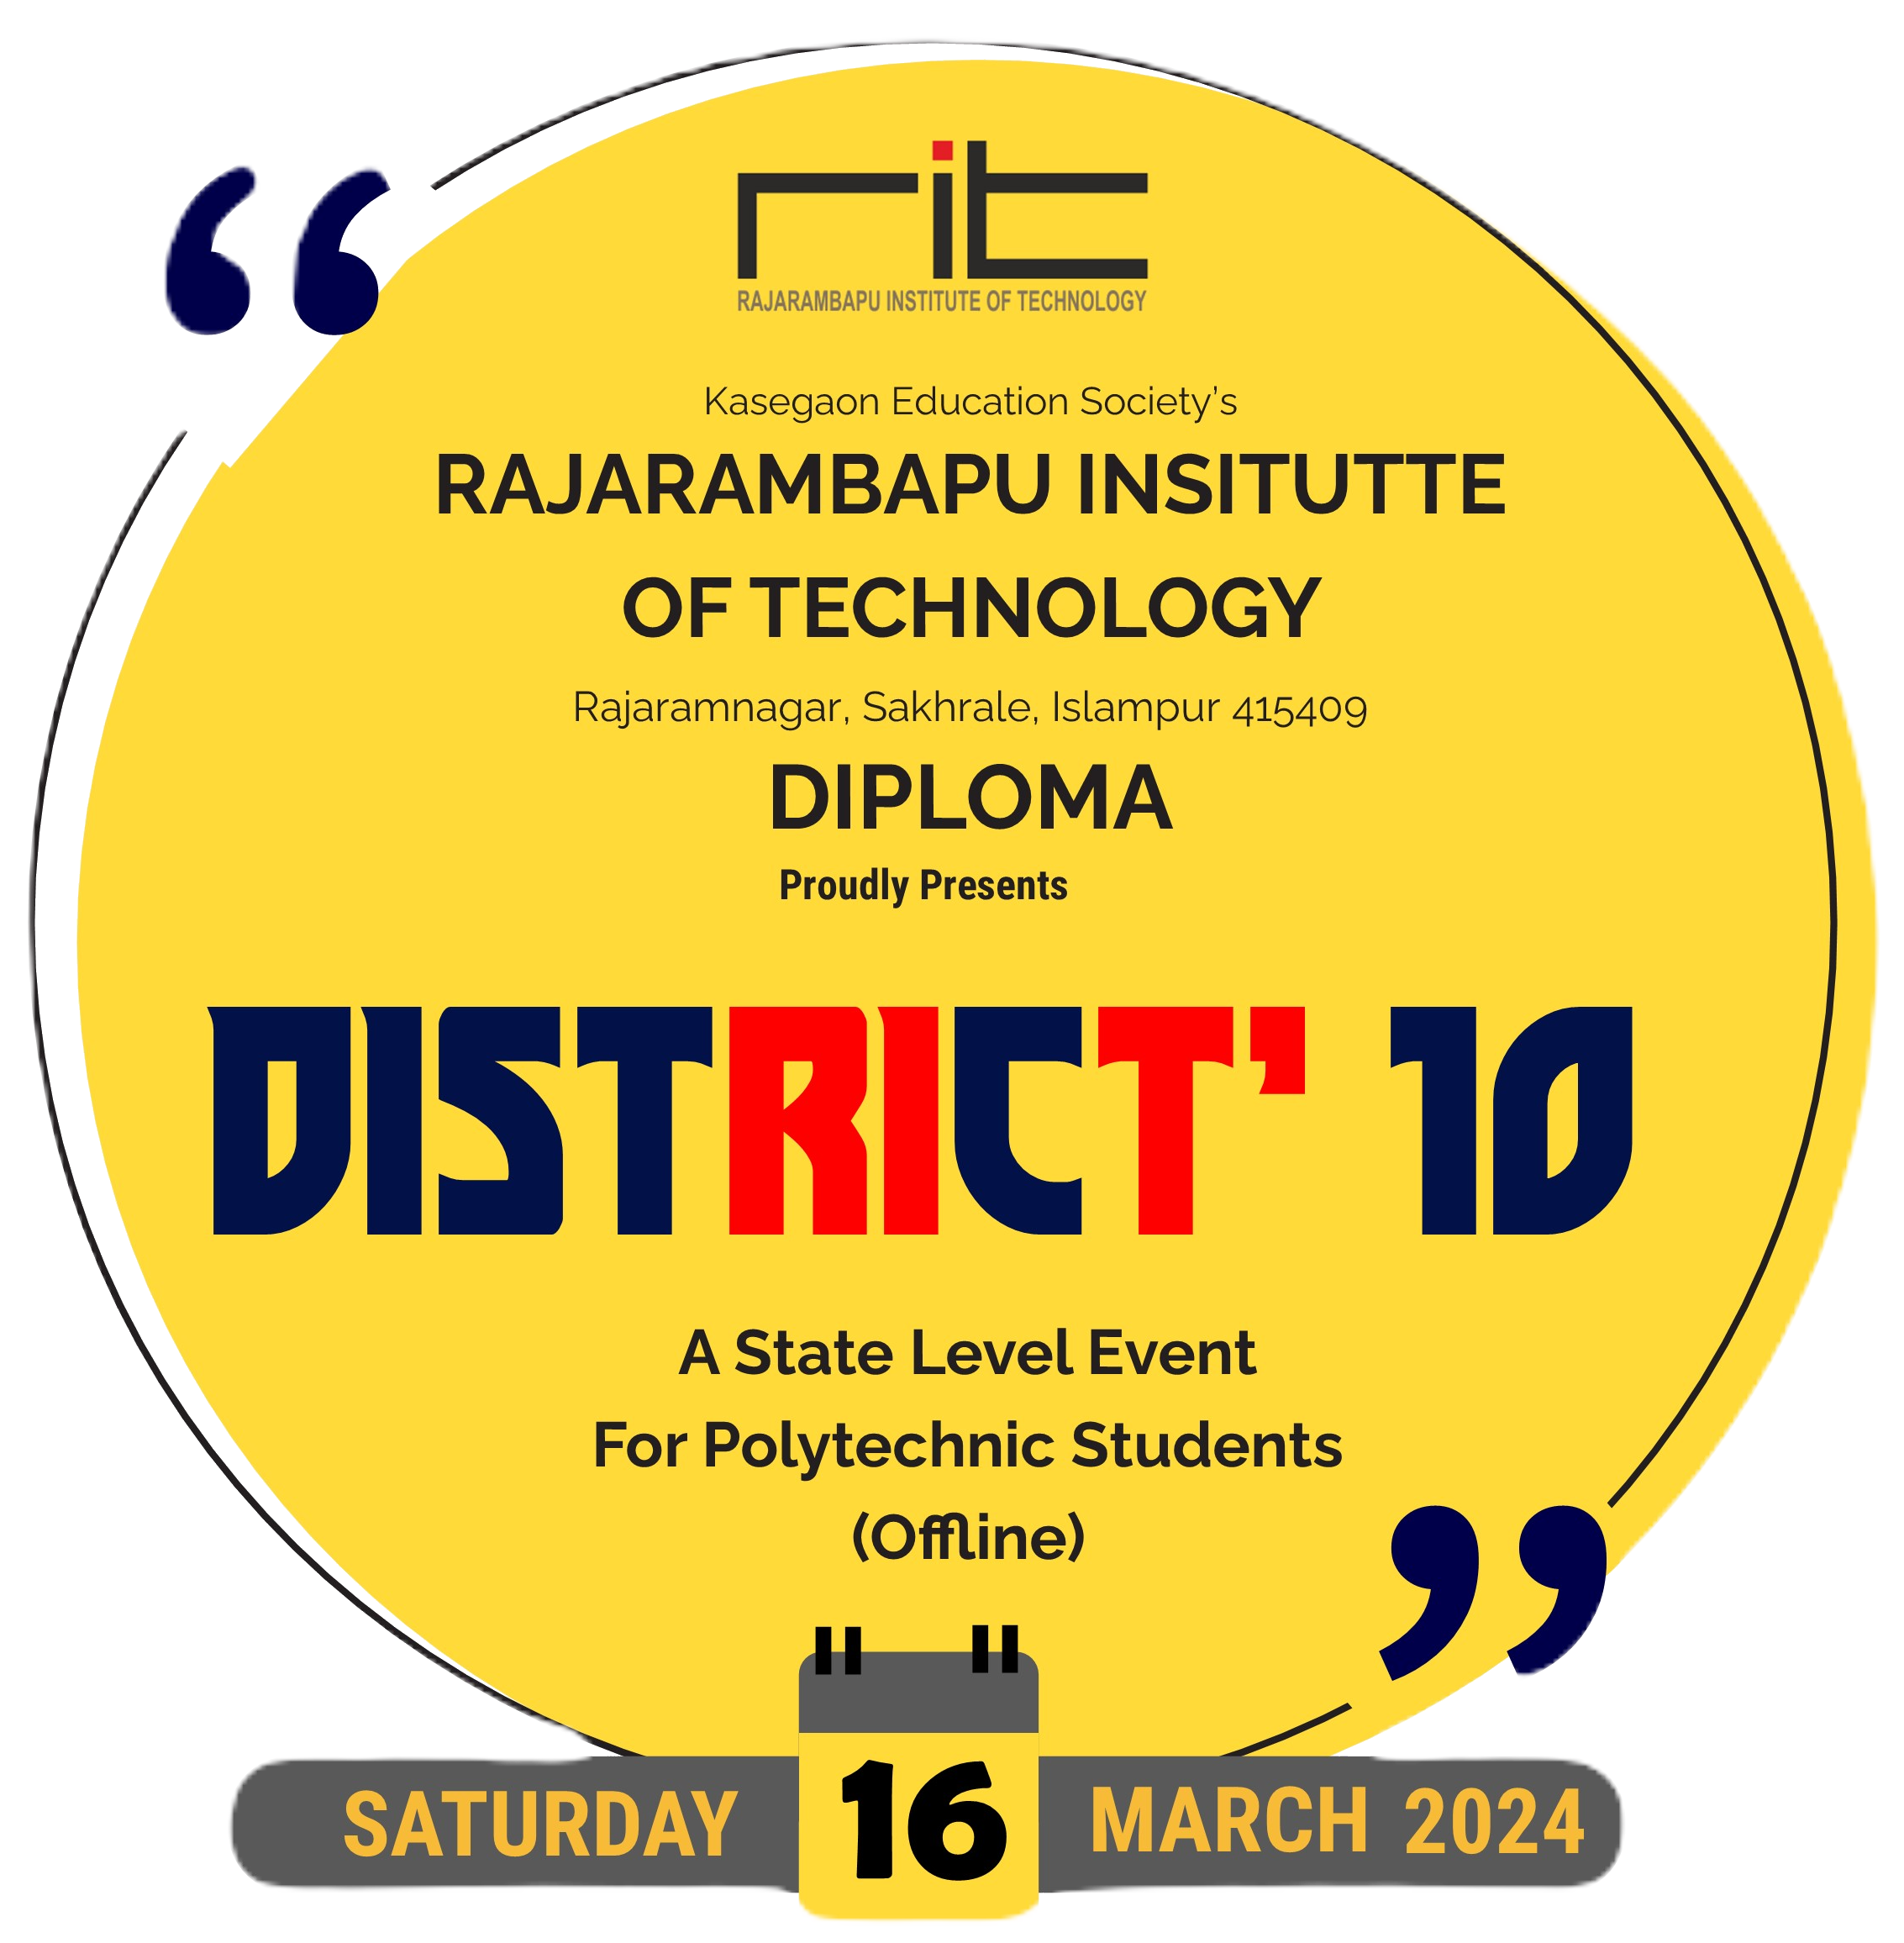 rit
RAJARAMBAPU INSTITUTE OF TECHNOLOGY
Kasegaon Education Society's
RAJARAMBAPU INSITUTTE
OF TECHNOLOGY
Rajaramnagar, Sakhrale, Islampur 415409
DIPLOMA
Proudly Presents
DISTRICT' 10
A State Level Event
For Polytechnic Students
(Offline)
SATURDAY 16 MARCH 2024